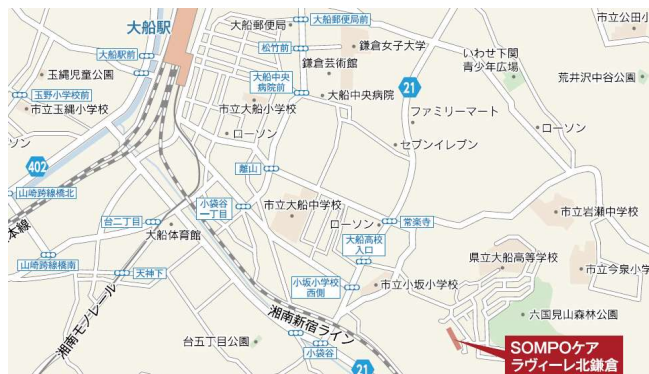 大船駅
大船郵便局
大船郵便局前
市立公田小
大船駅前
松竹前
鎌倉女子大学
鎌倉芸術館
いわせ下関
青少年広場
玉縄児童公園
大船中央
病院前
荒井沢中谷公園
玉野小学校前
大船中央病院
21
市立玉縄小学校
市立大船小学校
ファミリーマート
ローソン
ローソン
ソン
セブンイレブン
402
離山
山崎跨線橋北
小袋谷
一丁目
市立大船中学校
台二丁目
ローソン
常楽寺
市立岩瀬中学校
本線
大船体育館
大船高校
入口
山崎跨線橋南
大神下
県立大船高等学校
市立今泉小
小坂小学校
西側
市立小坂小学校
湘南モノレール
湘南新宿ライン
六国見山森林公園
台五丁目公園
小袋谷
21
SOMPOケア
ラヴィーレ北鎌倉